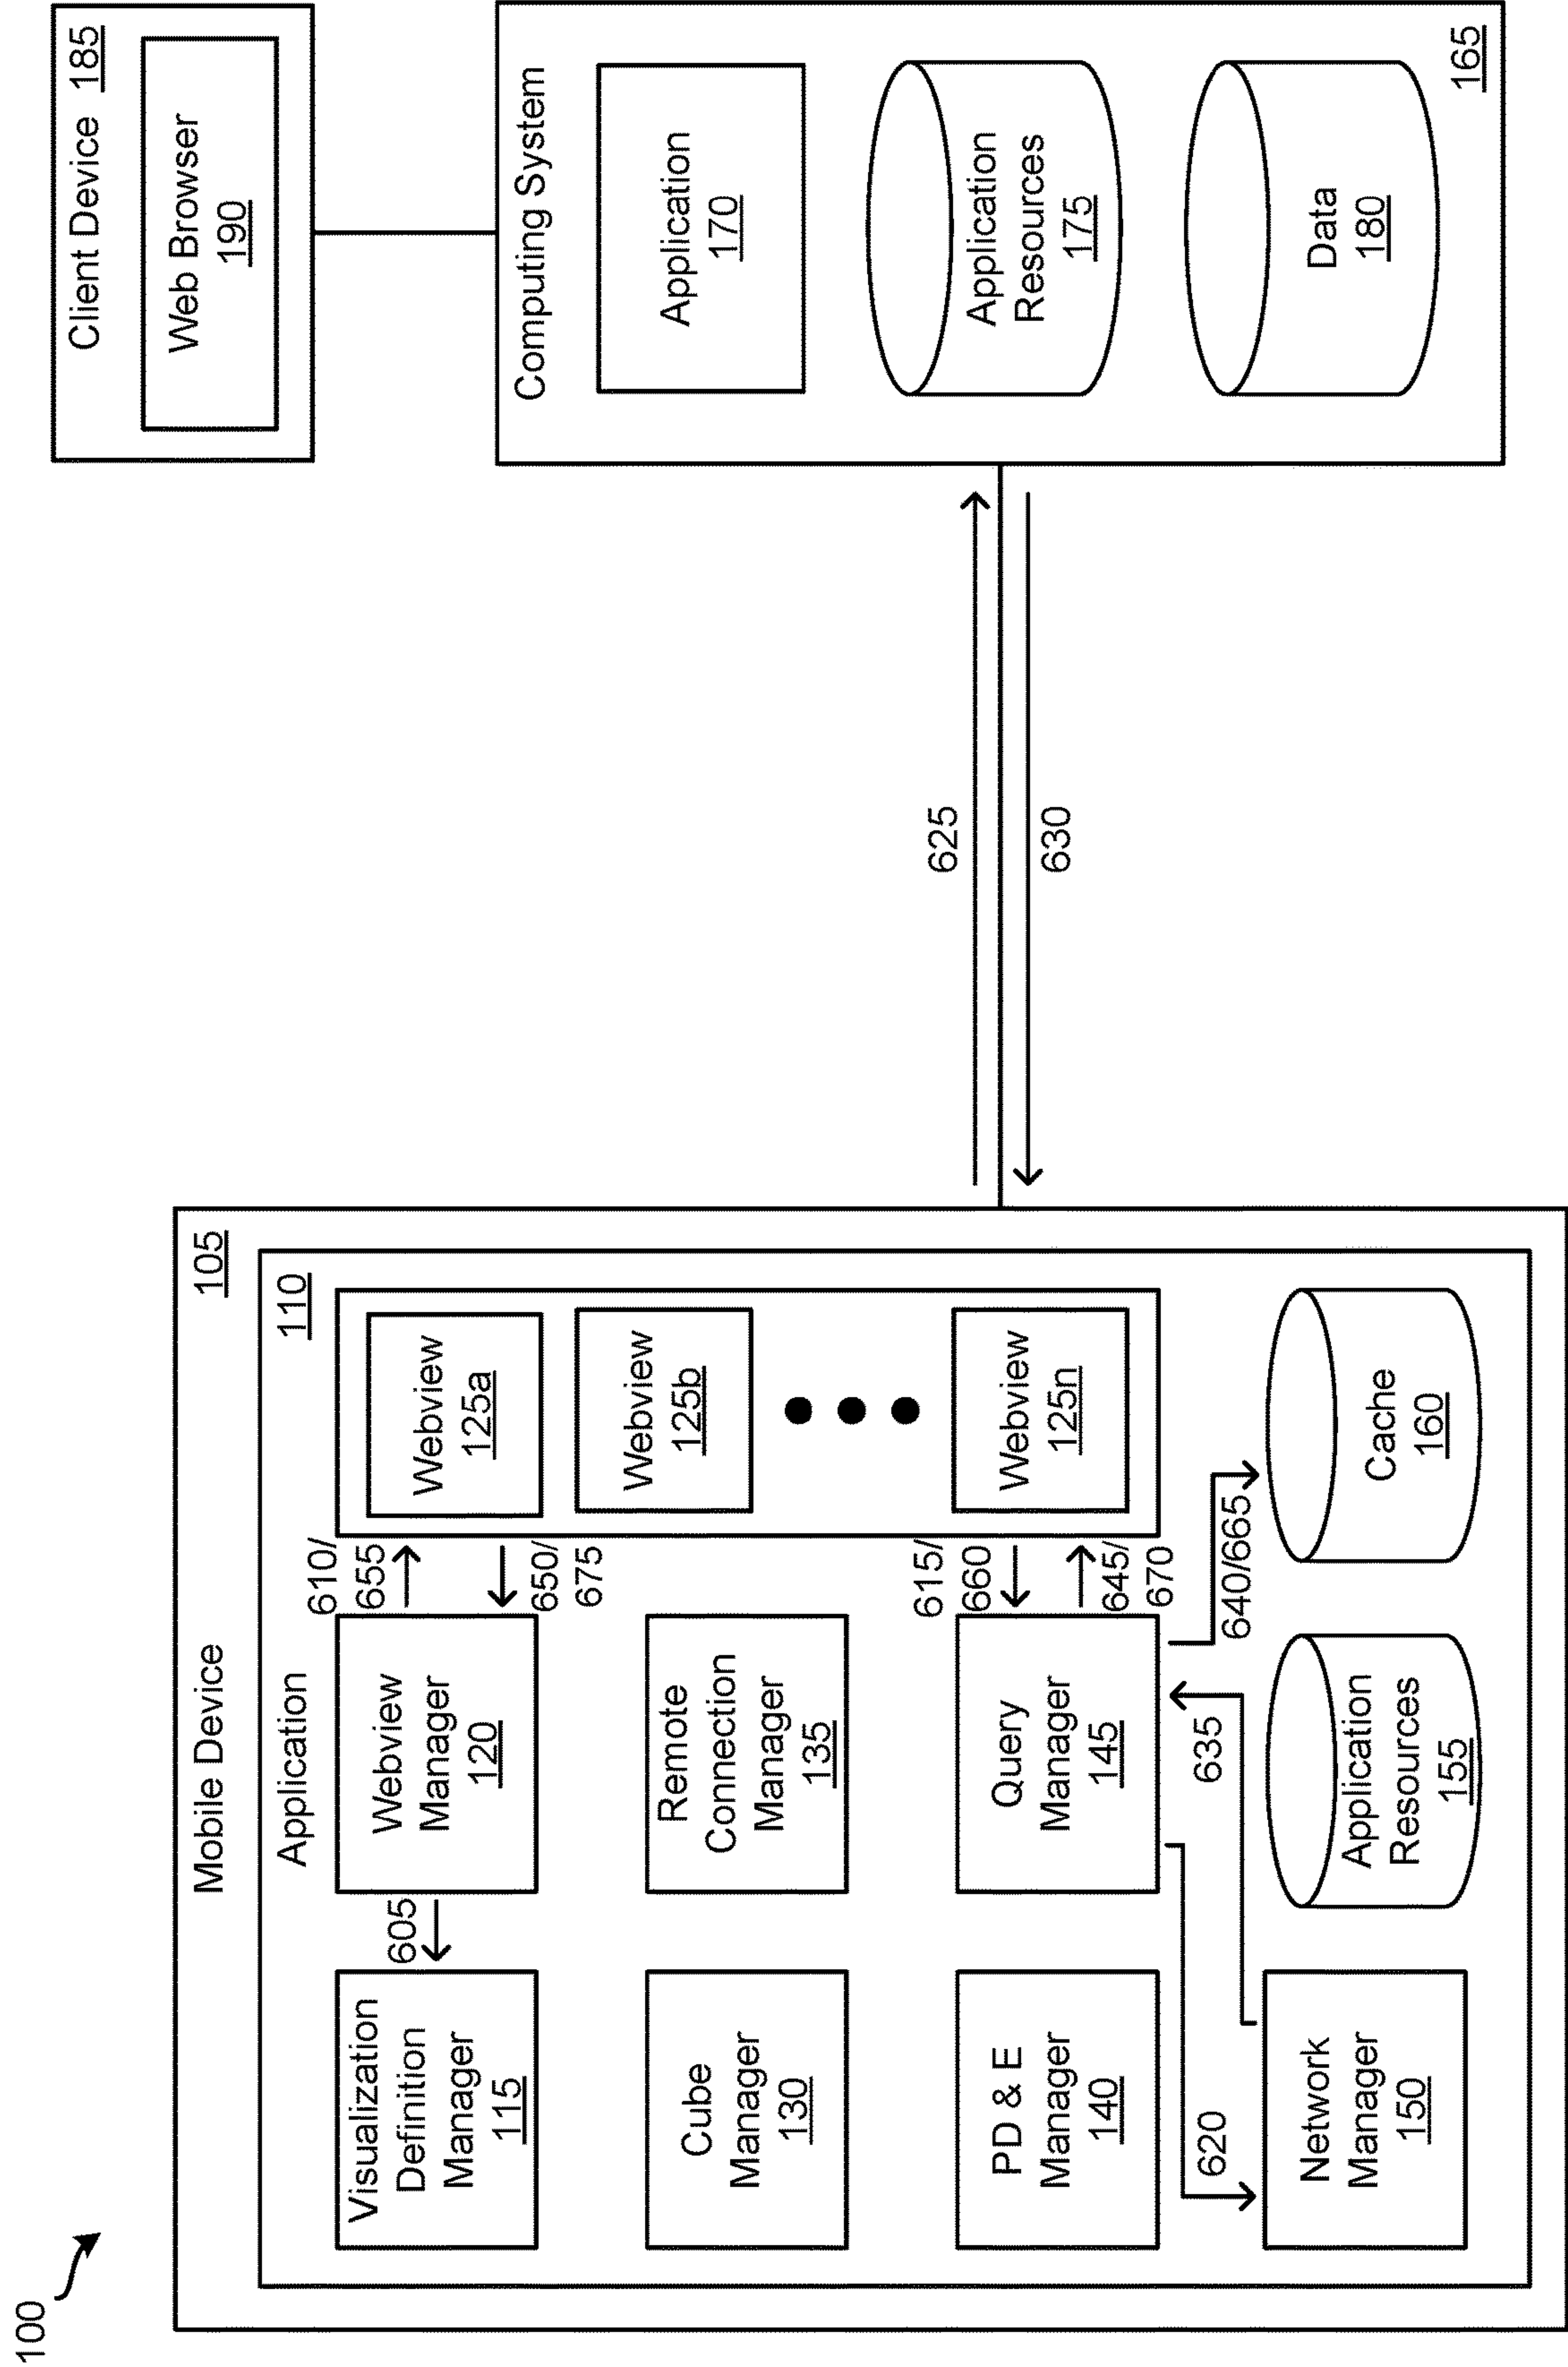 100
Mobile Device
105
Application
110
Visualization
Definition
Manager
115
605
Webview
Manager
120
610/
655
650/
675
Webview
125a
Webview
125b
Webview
125n
Cube
Manager
130
Remote
Connection
Manager
135
PD & E
Manager
140
Query
Manager
145
615/
660
645/
670
620
635
640/665
Network
Manager
150
Application
Resources
155
Cache
160
625
630
Client Device
185
Web Browser
190
Computing System
Application
170
Application
Resources
175
Data
180
165